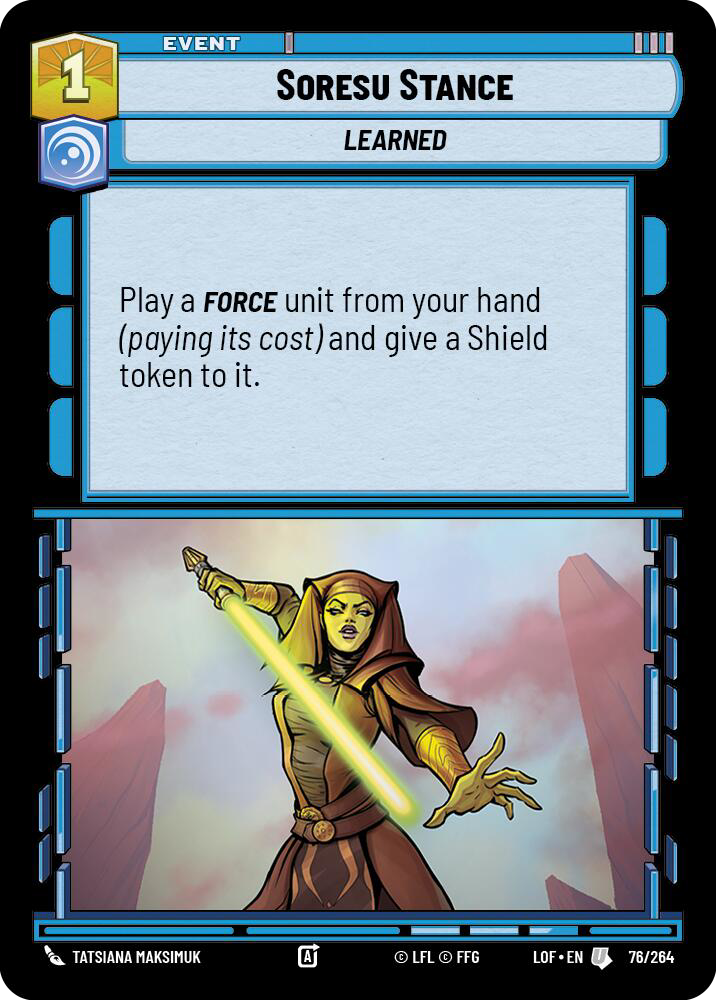 EVENT
1
SORESU STANCE
LEARNED
Play a FORCE unit from your hand
(paying its cost) and give a Shield
token to it.
TATSIANA MAKSIMUK
A
© LFL © FFG
LOF • EN
U
76/264